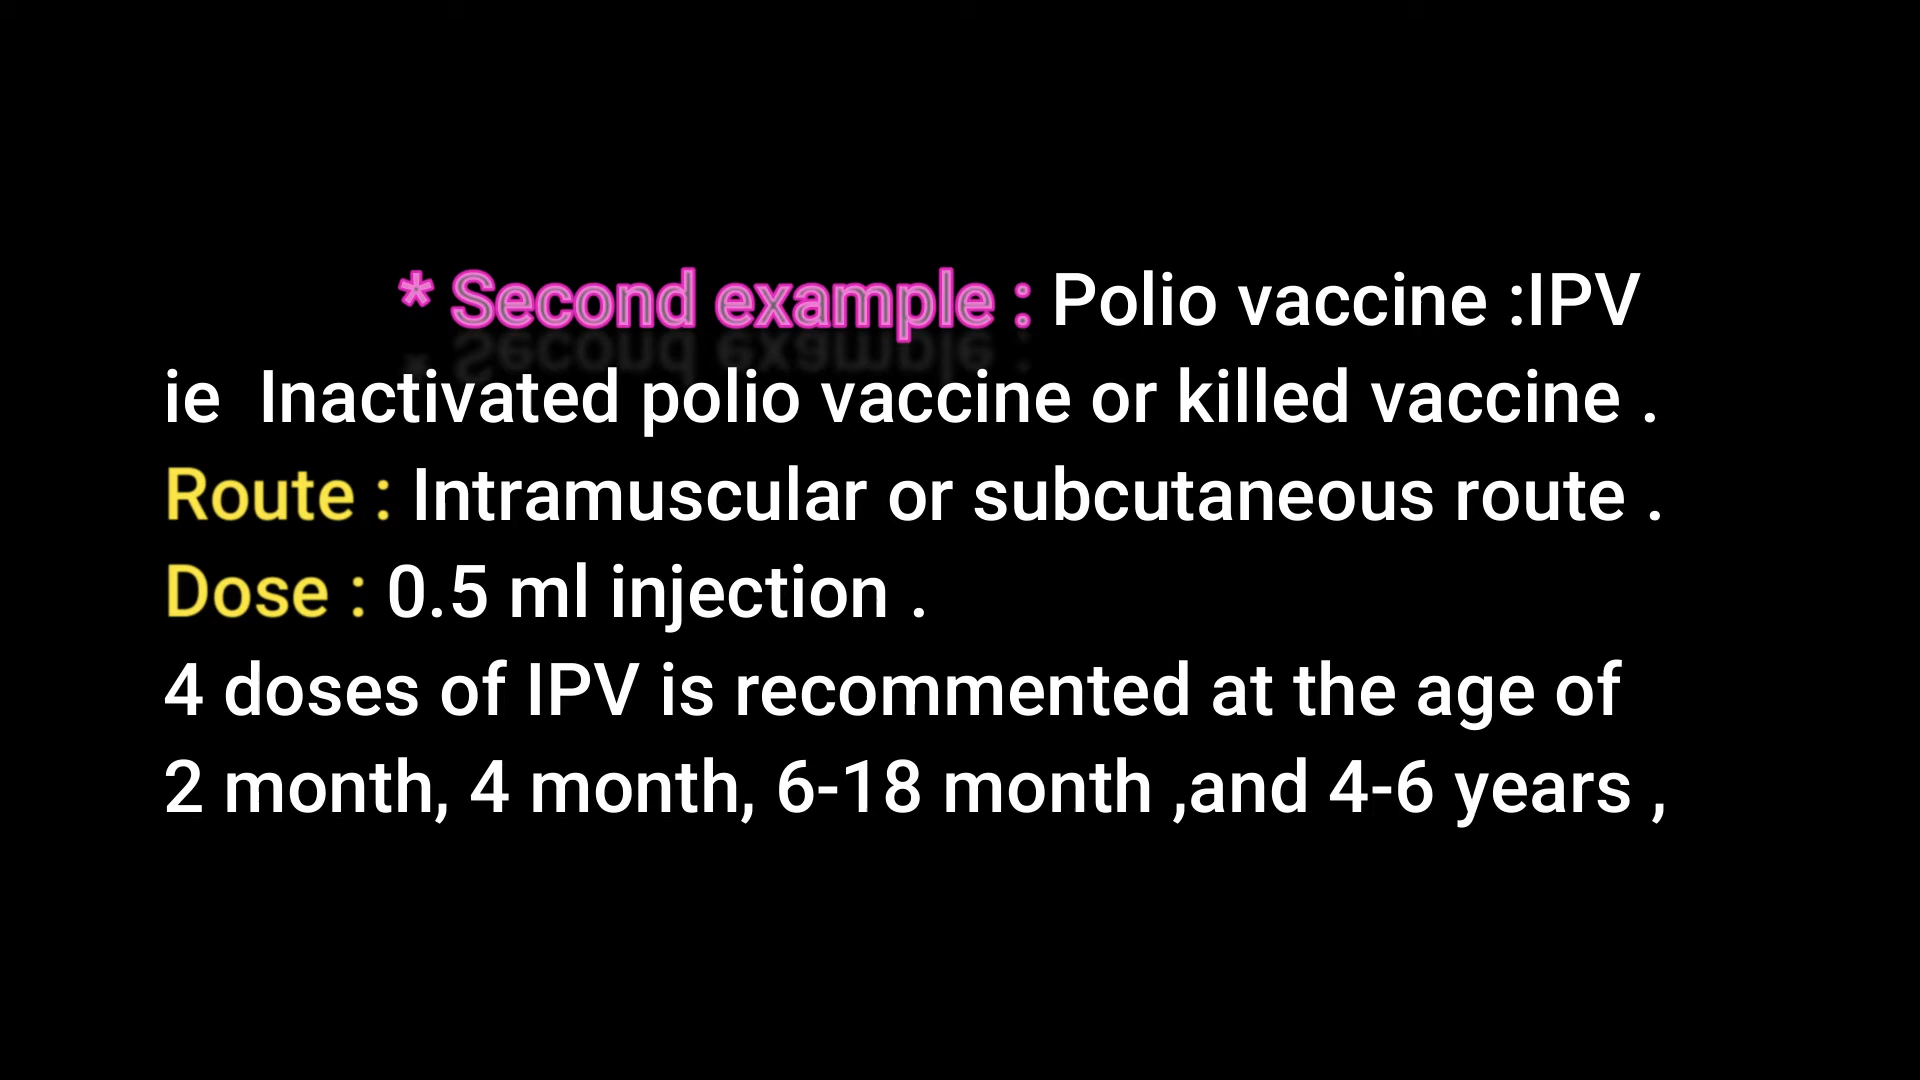 * Second example : Polio vaccine :IPV
ie  Inactivated polio vaccine or killed vaccine .
Route : Intramuscular or subcutaneous route .
Dose : 0.5 ml injection .
4 doses of IPV is recommented at the age of
2 month, 4 month, 6-18 month ,and 4-6 years ,